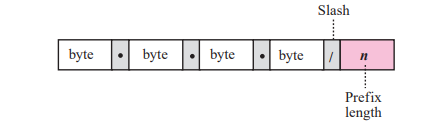 Slash
byte • byte • byte • byte / n
Prefix
length